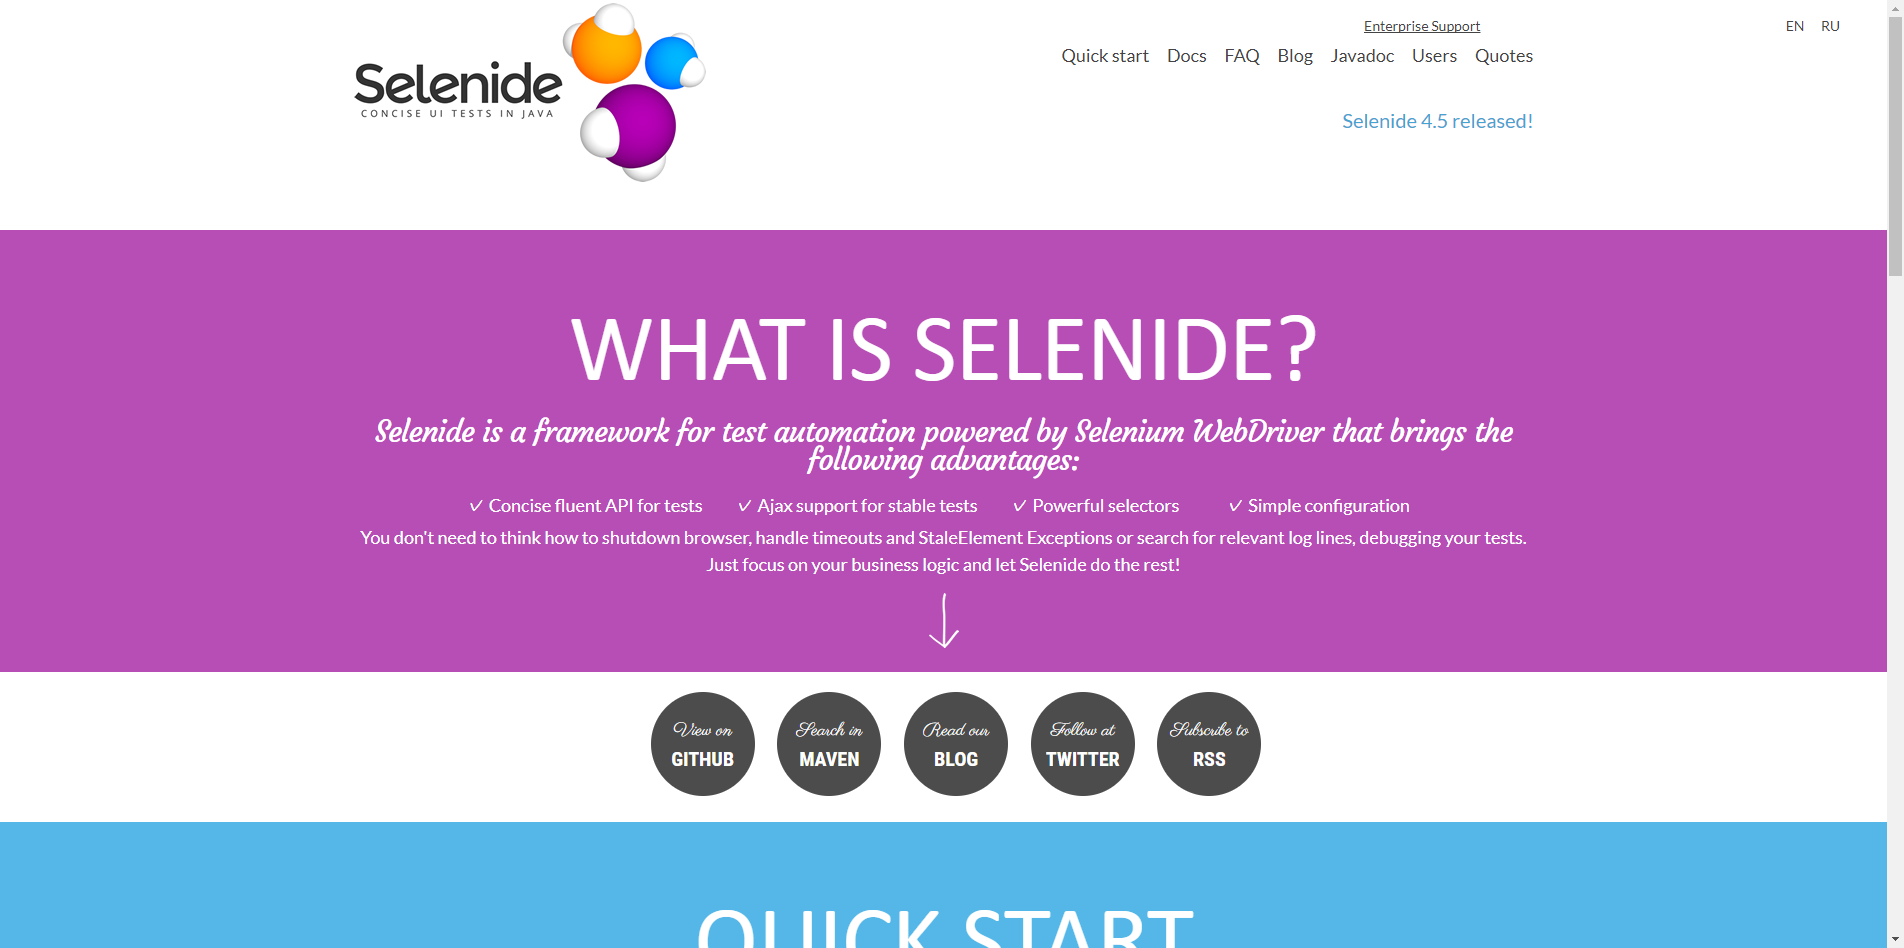 Enterprise Support
EN RU
Quick start Docs FAQ Blog Javadoc Users Quotes
Selenide
CONCISE UI TESTS IN JAVA
Selenide 4.5 released!
WHAT IS SELENIDE?
Selenide is a framework for test automation powered by Selenium WebDriver that brings the
following advantages:
✓ Concise fluent API for tests ✓ Ajax support for stable tests ✓ Powerful selectors ✓ Simple configuration
You don't need to think how to shutdown browser, handle timeouts and StaleElement Exceptions or search for relevant log lines, debugging your tests.
Just focus on your business logic and let Selenide do the rest!
View on
GITHUB
Search in
MAVEN
Read our
BLOG
Follow at
TWITTER
Subscribe to
RSS
QUICK START